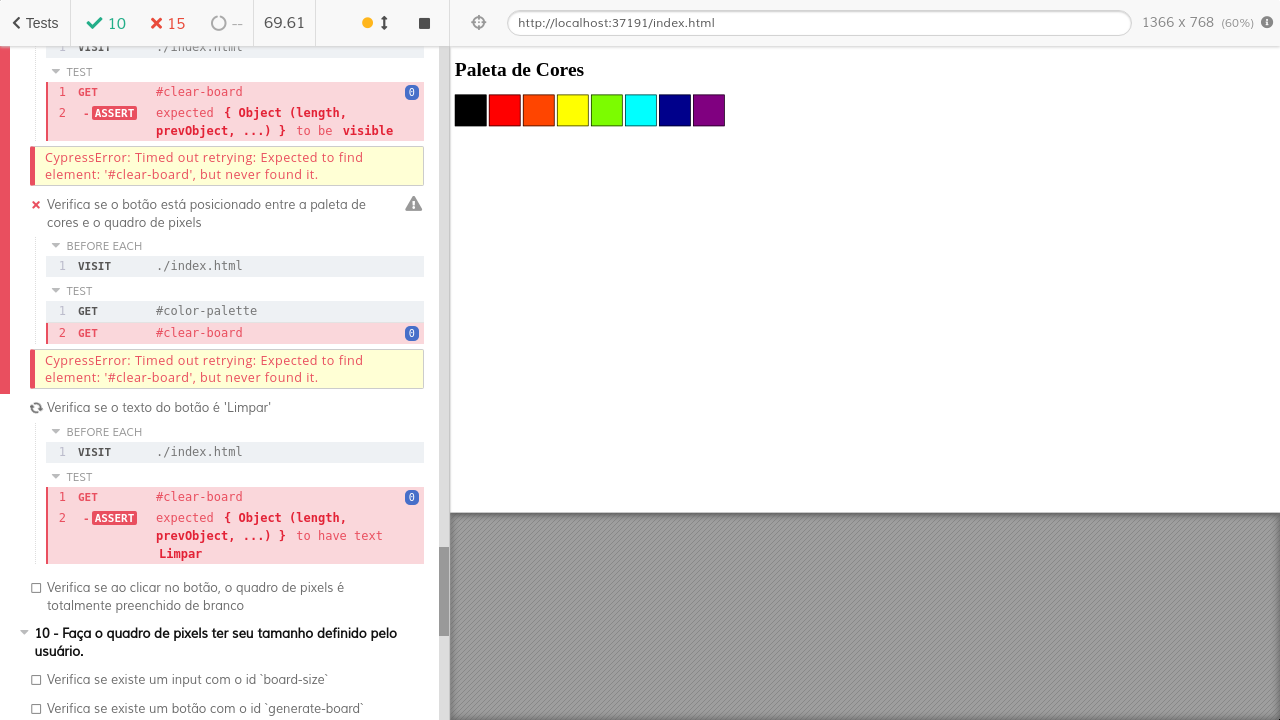 Tests
10
15
--
69.61
http://localhost:37191/index.html
1366 x 768 (60%)
1 VISIT ./index.html
TEST
1 GET #clear-board 0
2 - ASSERT expected { Object (length,
prevObject, ...) } to be visible
CypressError: Timed out retrying: Expected to find
element: '#clear-board', but never found it.
Verifica se o botão está posicionado entre a paleta de
cores e o quadro de pixels
BEFORE EACH
1 VISIT ./index.html
TEST
1 GET #color-palette
2 GET #clear-board 0
CypressError: Timed out retrying: Expected to find
element: '#clear-board', but never found it.
Verifica se o texto do botão é 'Limpar'
BEFORE EACH
1 VISIT ./index.html
TEST
1 GET #clear-board 0
2 - ASSERT expected { Object (length,
prevObject, ...) } to have text
Limpar
Verifica se ao clicar no botão, o quadro de pixels é
totalmente preenchido de branco
10 - Faça o quadro de pixels ter seu tamanho definido pelo
usuário.
Verifica se existe um input com o id `board-size`
Verifica se existe um botão com o id `generate-board`
Paleta de Cores